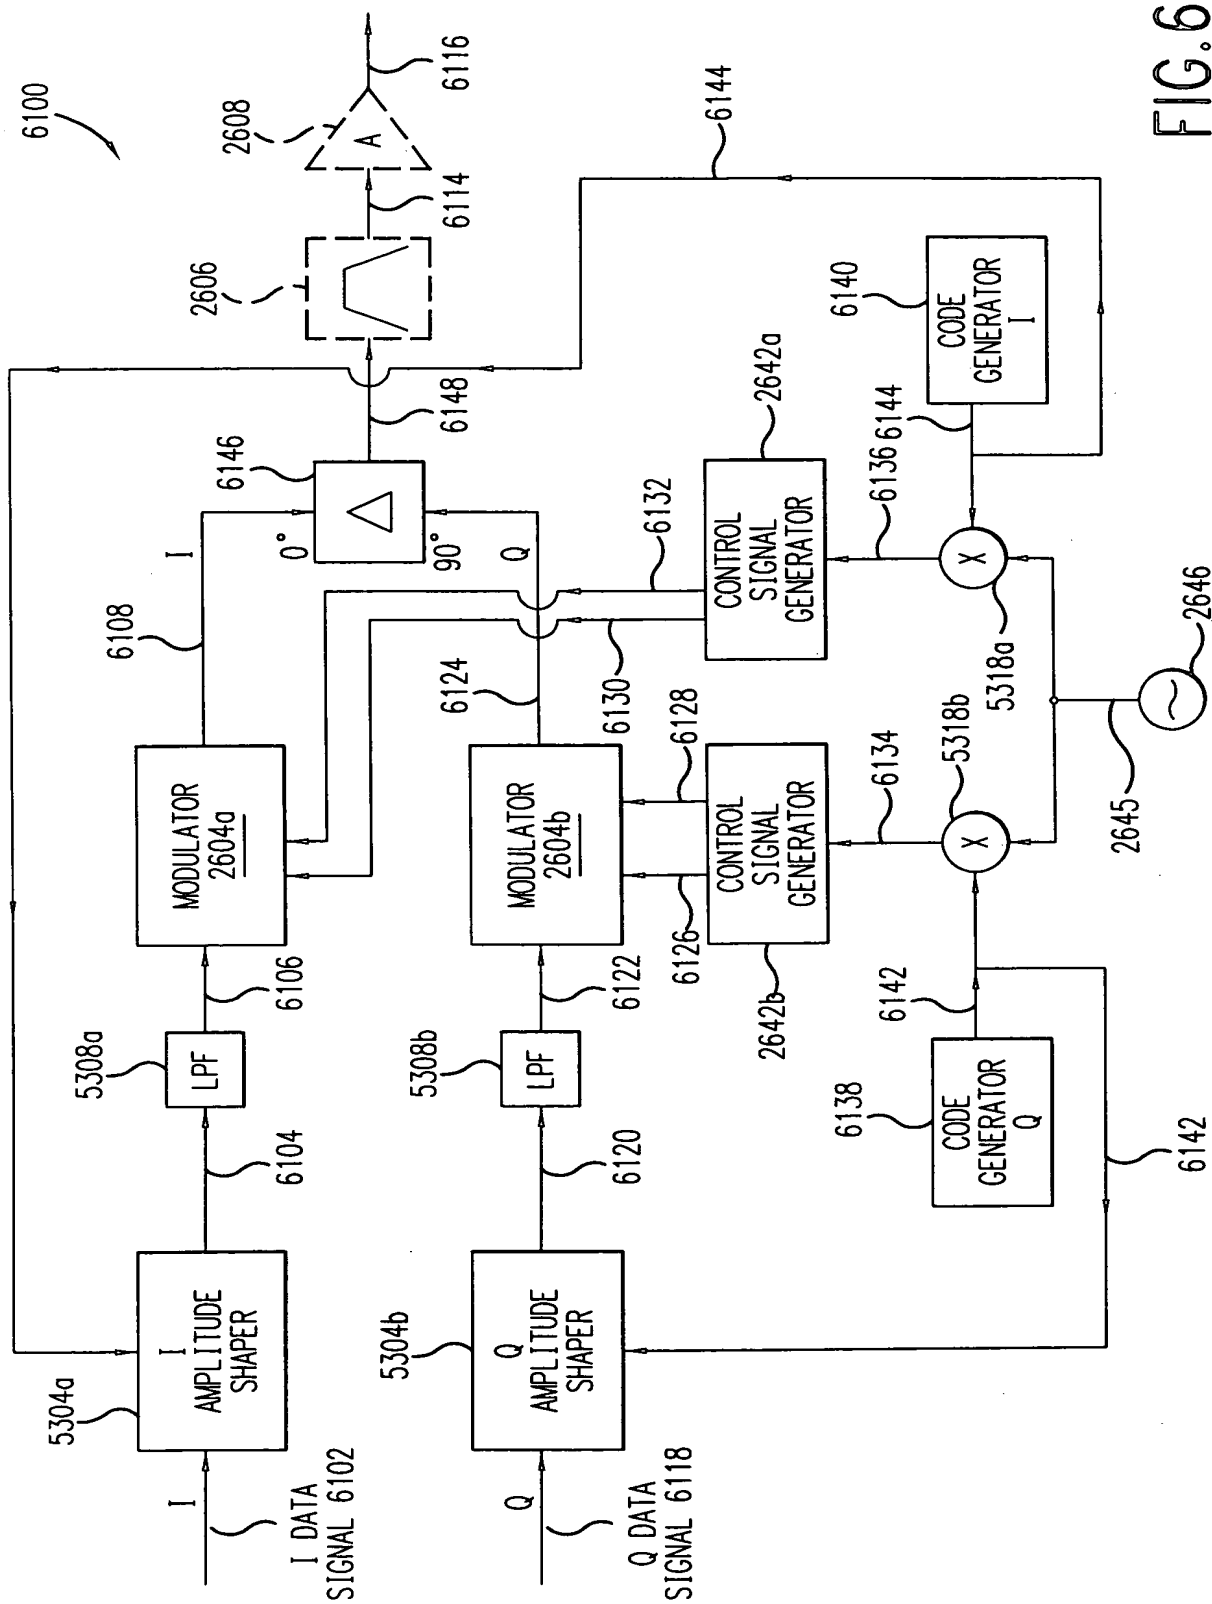 6100
I DATA
SIGNAL 6102
I
5304a
I
AMPLITUDE
SHAPER
6104
5308a
LPF
6106
MODULATOR
2604a
6108
I
6146
0°
90°
6148
2606
6114
2608
A
6116
Q DATA
SIGNAL 6118
Q
5304b
Q
AMPLITUDE
SHAPER
6120
5308b
LPF
6122
MODULATOR
2604b
6124
Q
6126
6128
6130
6132
6144
2642b
CONTROL
SIGNAL
GENERATOR
CONTROL
SIGNAL
GENERATOR
2642a
6134
6136
6144
6140
CODE
GENERATOR
I
6138
CODE
GENERATOR
Q
6142
X
5318b
X
5318a
6142
2645
2646
FIG.6